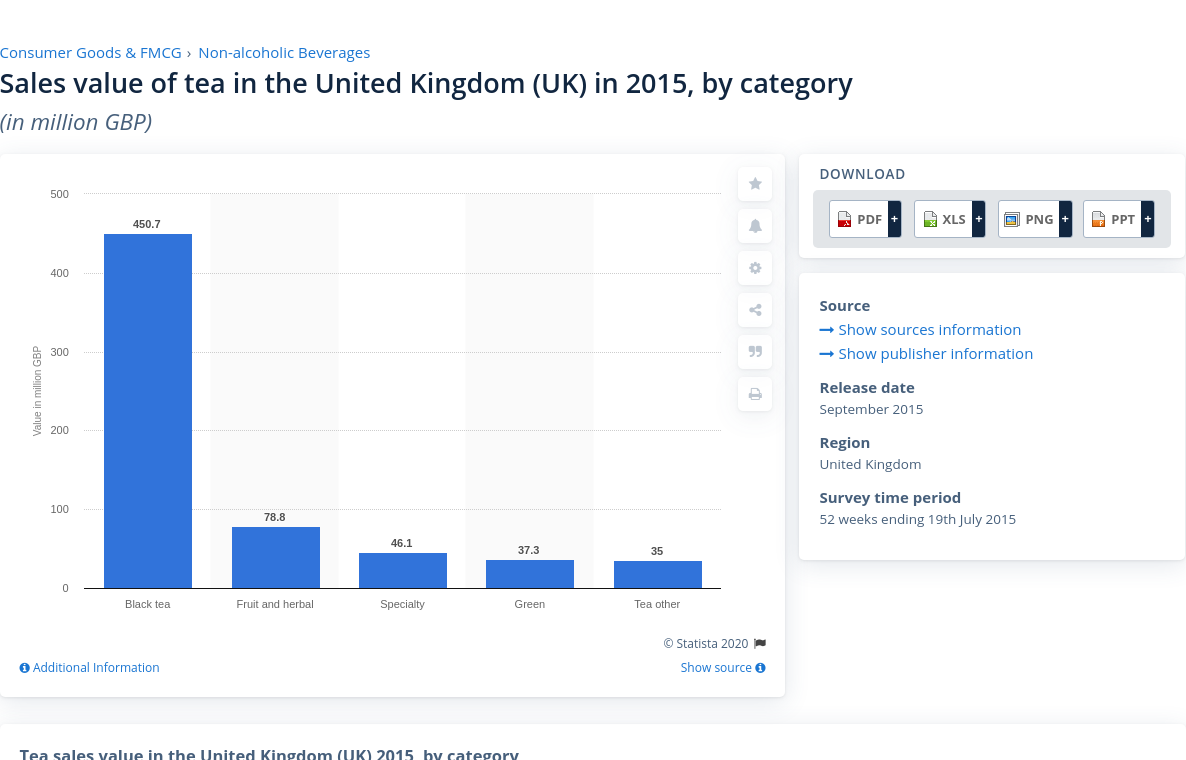 Consumer Goods & FMCG › Non-alcoholic Beverages
Sales value of tea in the United Kingdom (UK) in 2015, by category
(in million GBP)
500
400
300
200
100
0
Value in million GBP
450.7
78.8
46.1
37.3
35
Black tea
Fruit and herbal
Specialty
Green
Tea other
© Statista 2020
Additional Information
Show source
DOWNLOAD
PDF +
XLS +
PNG +
PPT +
Source
Show sources information
Show publisher information
Release date
September 2015
Region
United Kingdom
Survey time period
52 weeks ending 19th July 2015
Tea sales value in the United Kingdom (UK) 2015, by category